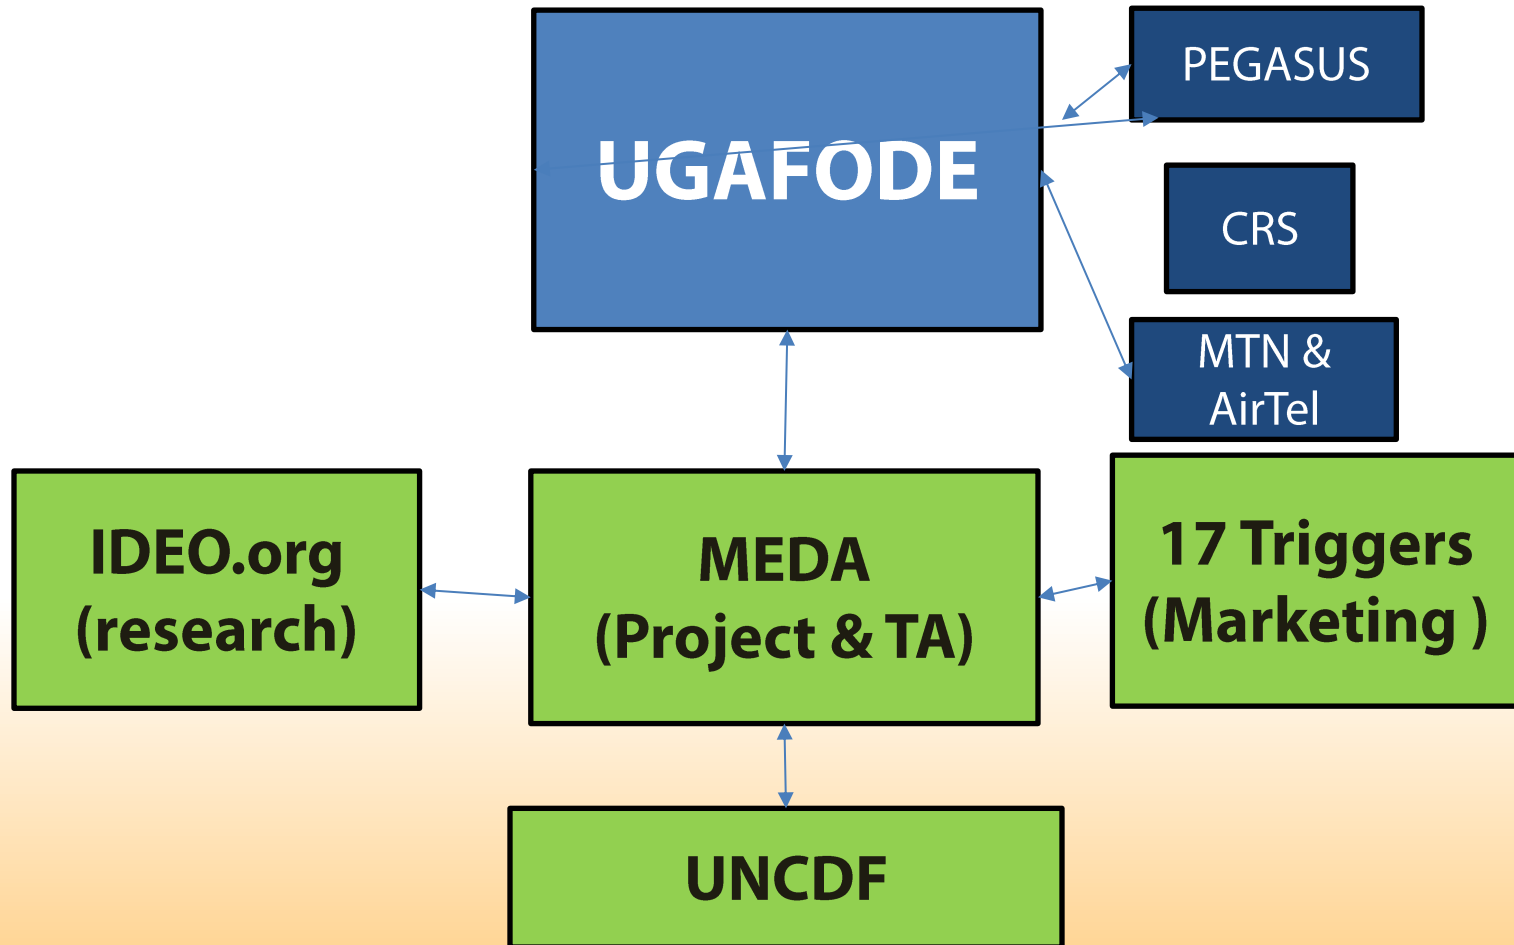 UGAFODE
PEGASUS
CRS
MTN &
AirTel
IDEO.org
(research)
MEDA
(Project & TA)
17 Triggers
(Marketing )
UNCDF